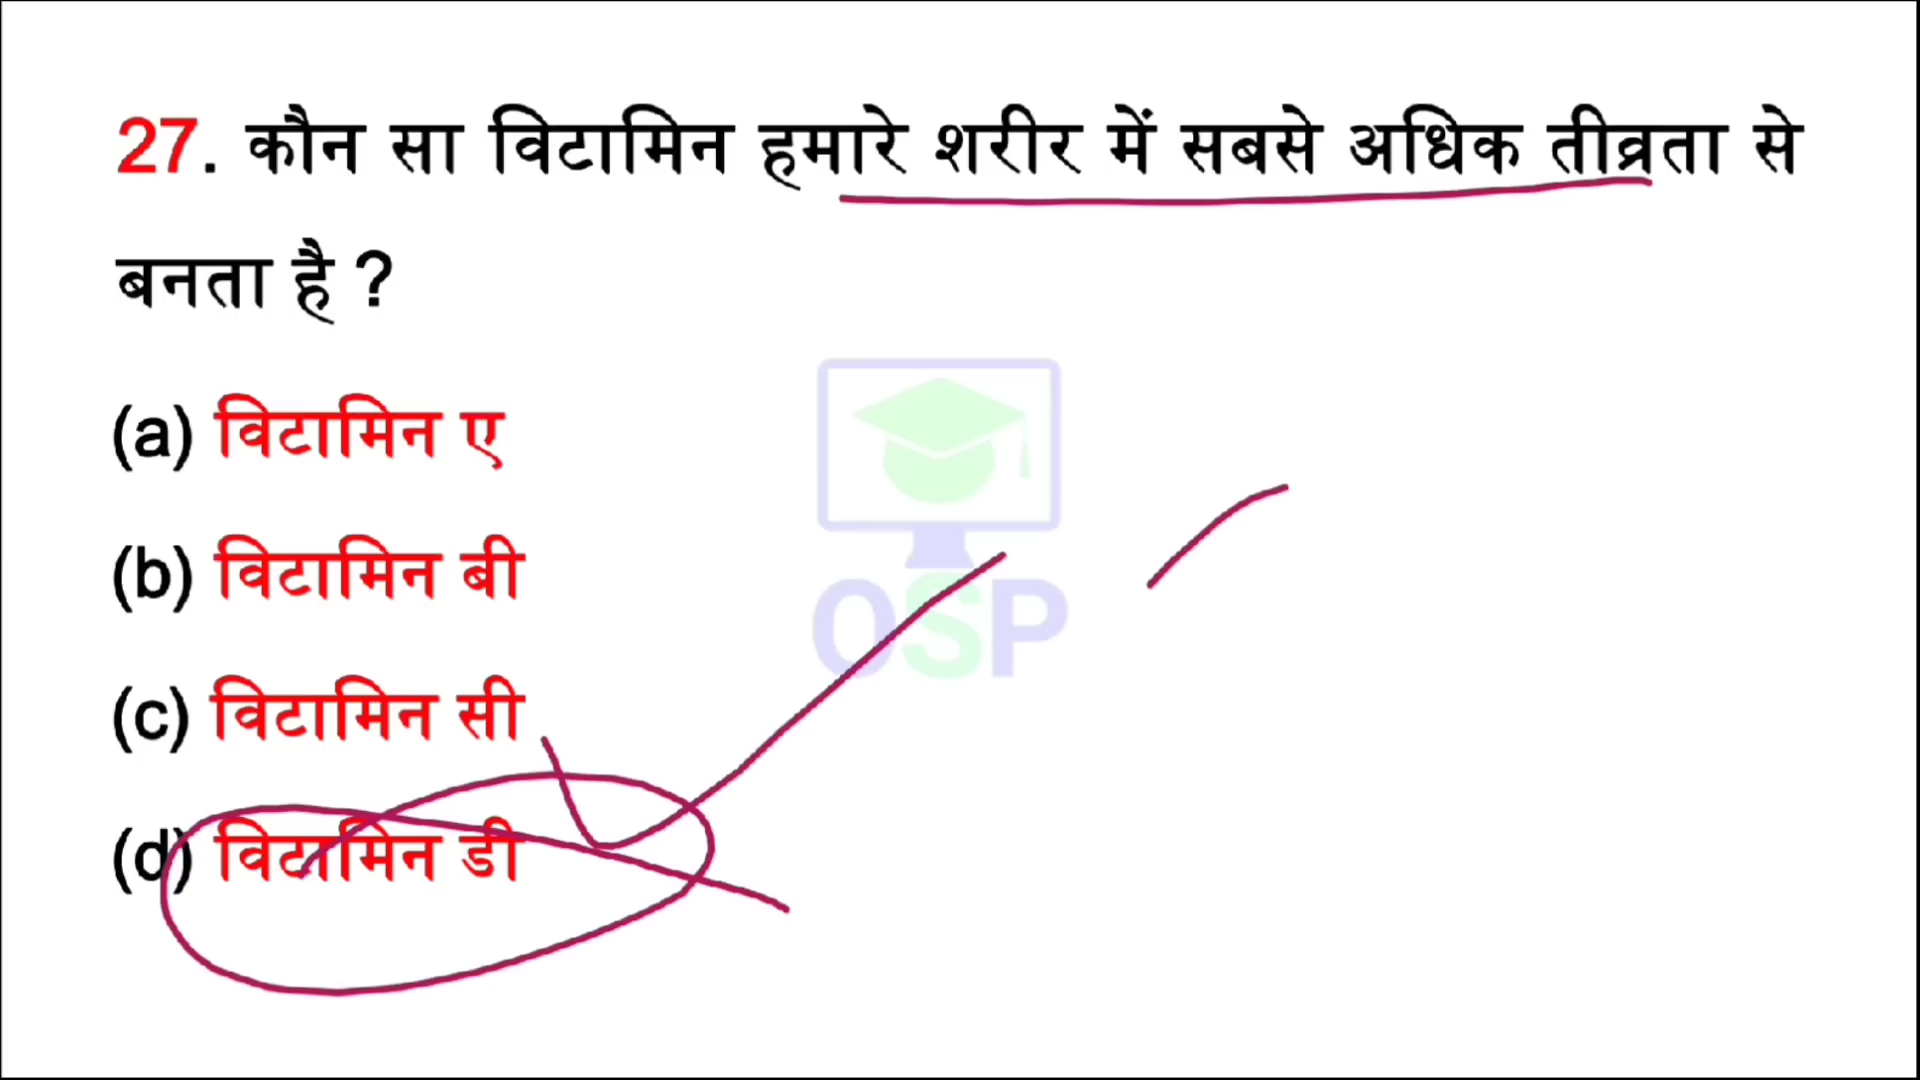 27. कौन सा विटामिन हमारे शरीर में सबसे अधिक तीव्रता से
बनता है ?
(a) विटामिन ए
(b) विटामिन बी
(c) विटामिन सी
(d) विटामिन डी
OSP